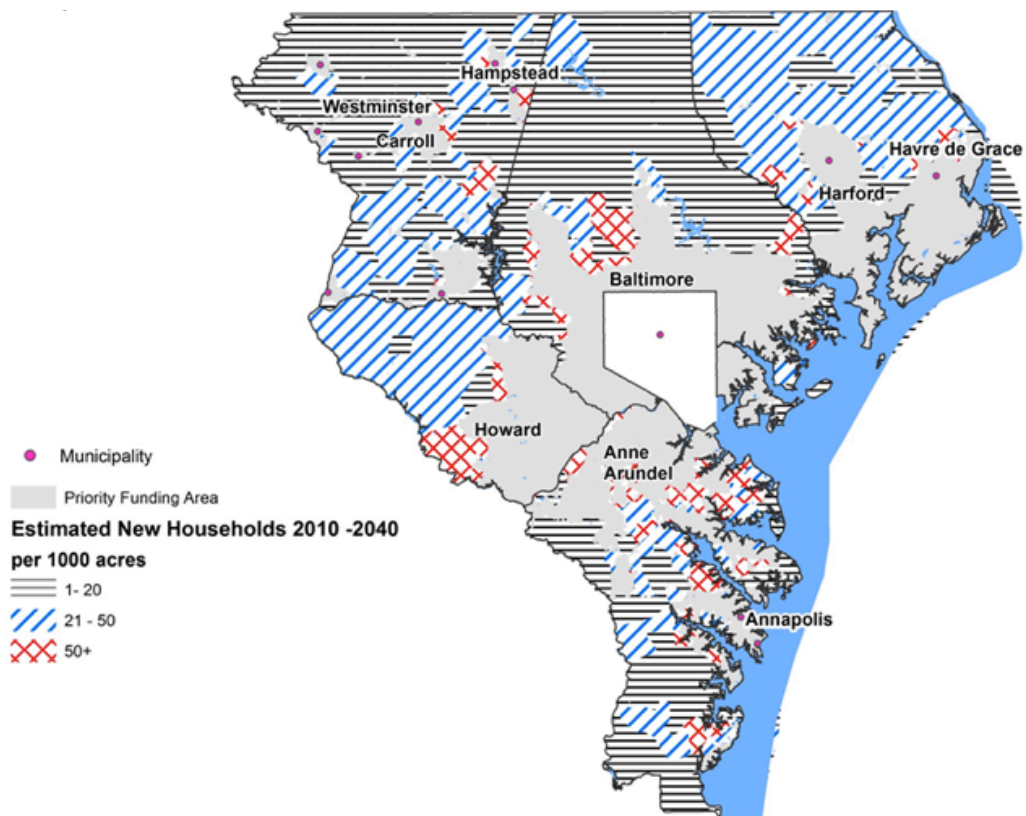 Hampstead
Westminster
Carroll
Havre de Grace
Harford
Baltimore
Howard
Anne
Arundel
Annapolis
Municipality
Priority Funding Area
Estimated New Households 2010 -2040
per 1000 acres
1- 20
21 - 50
50+